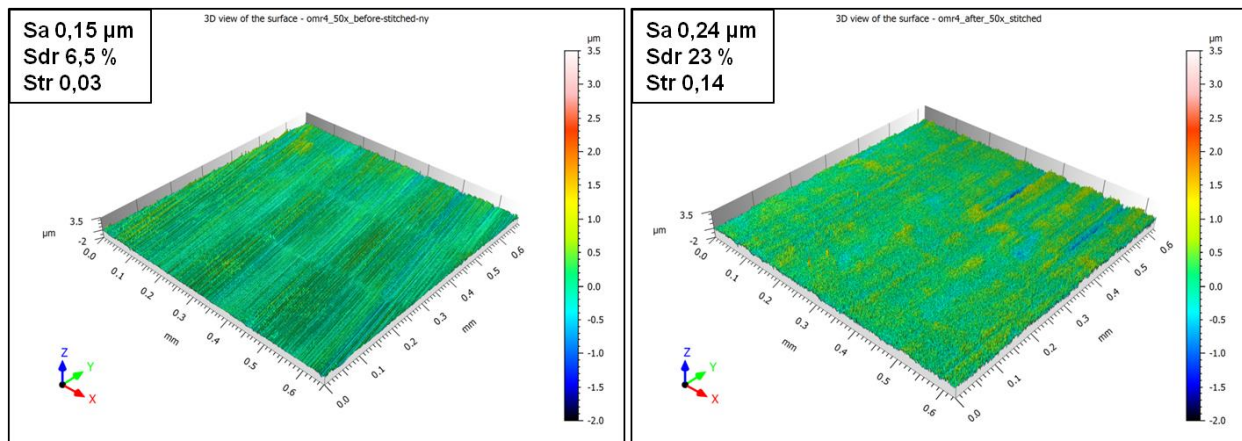 Sa 0,15 µm
Sdr 6,5 %
Str 0,03
3D view of the surface - omr4_50x_before-stitched-ny
µm
3.5
3.0
2.5
2.0
1.5
1.0
0.5
0.0
-0.5
-1.0
-1.5
-2.0
3.5
µm
-2
0.0
0.1
0.2
0.3
mm
0.4
0.5
0.6
0.0
0.1
0.2
mm
0.3
0.4
0.5
0.6
Z
Y
X
Sa 0,24 µm
Sdr 23 %
Str 0,14
3D view of the surface - omr4_after_50x_stitched
µm
3.5
3.0
2.5
2.0
1.5
1.0
0.5
0.0
-0.5
-1.0
-1.5
-2.0
3.5
µm
-2
0.0
0.1
0.2
0.3
mm
0.4
0.5
0.6
0.0
0.1
0.2
mm
0.3
0.4
0.5
0.6
Z
Y
X